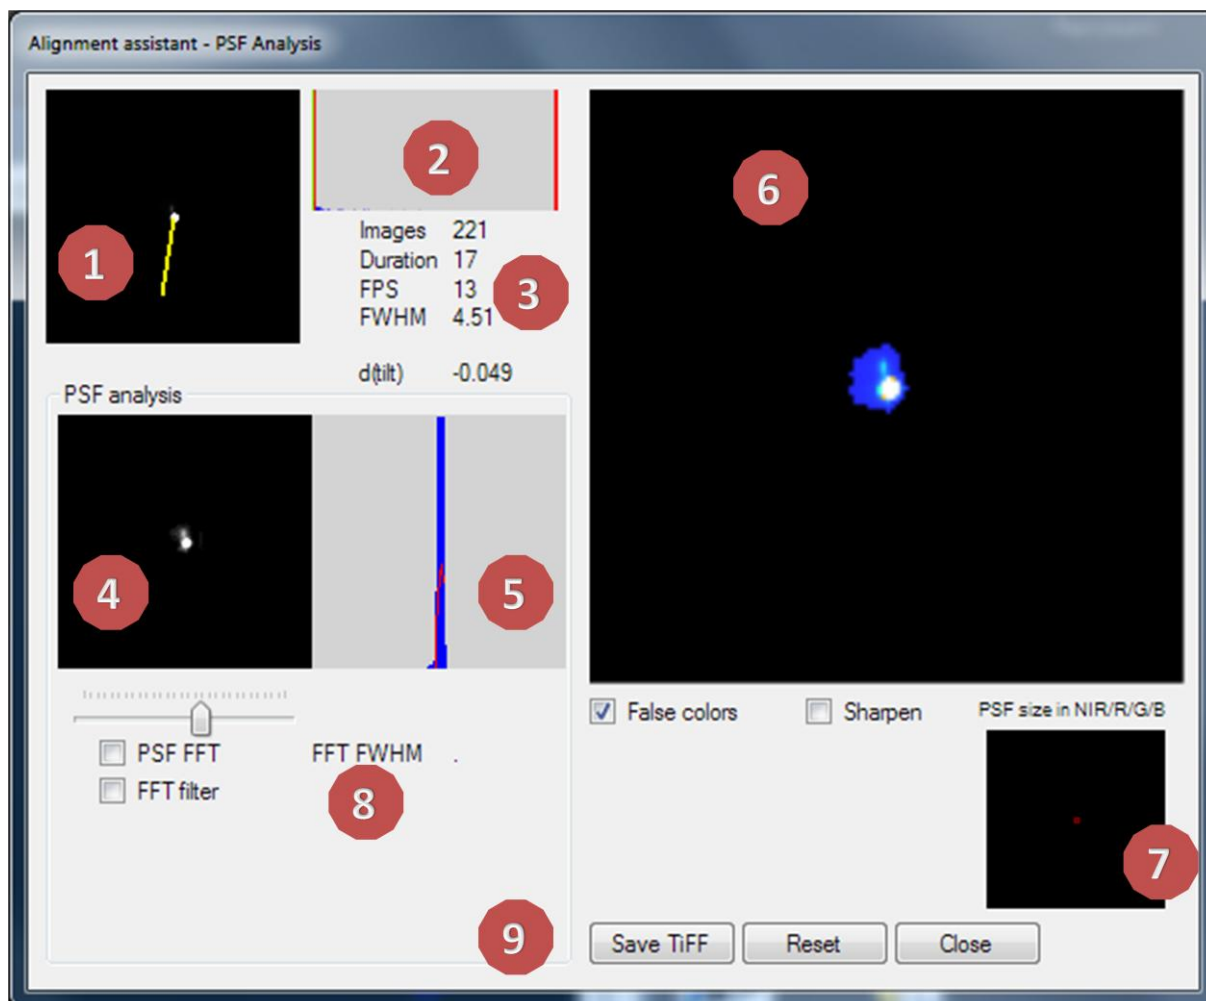 Alignment assistant - PSF Analysis
1
2
Images 221
Duration 17
FPS 13
3
FWHM 4.51
d(tilt) -0.049
6
PSF analysis
4
5
False colors
Sharpen
PSF size in NIR/R/G/B
PSF FFT
FFT FWHM .
FFT filter
8
7
9
Save TiFF
Reset
Close